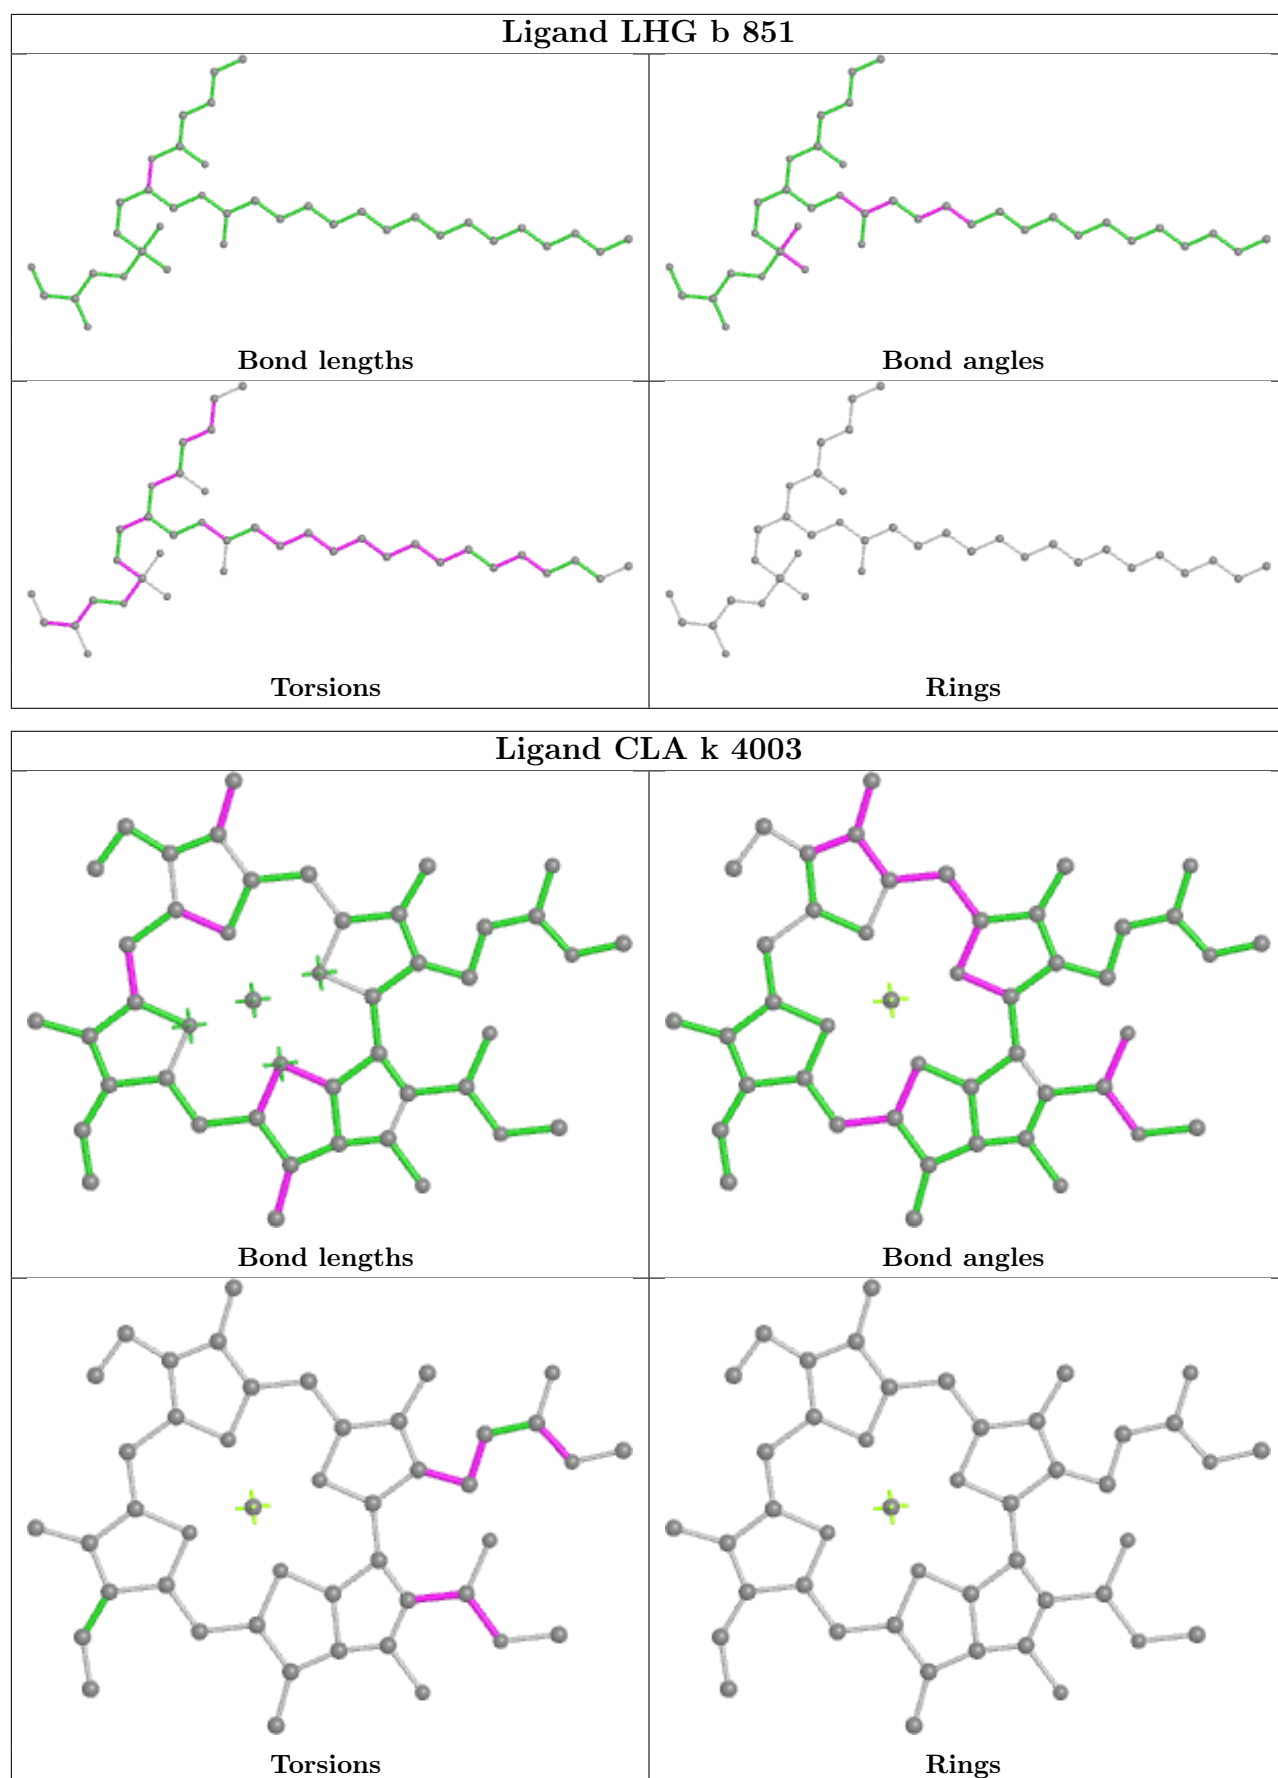 Ligand LHG b 851
Bond lengths
Bond angles
Torsions
Rings
Ligand CLA k 4003
Bond lengths
Bond angles
Torsions
Rings